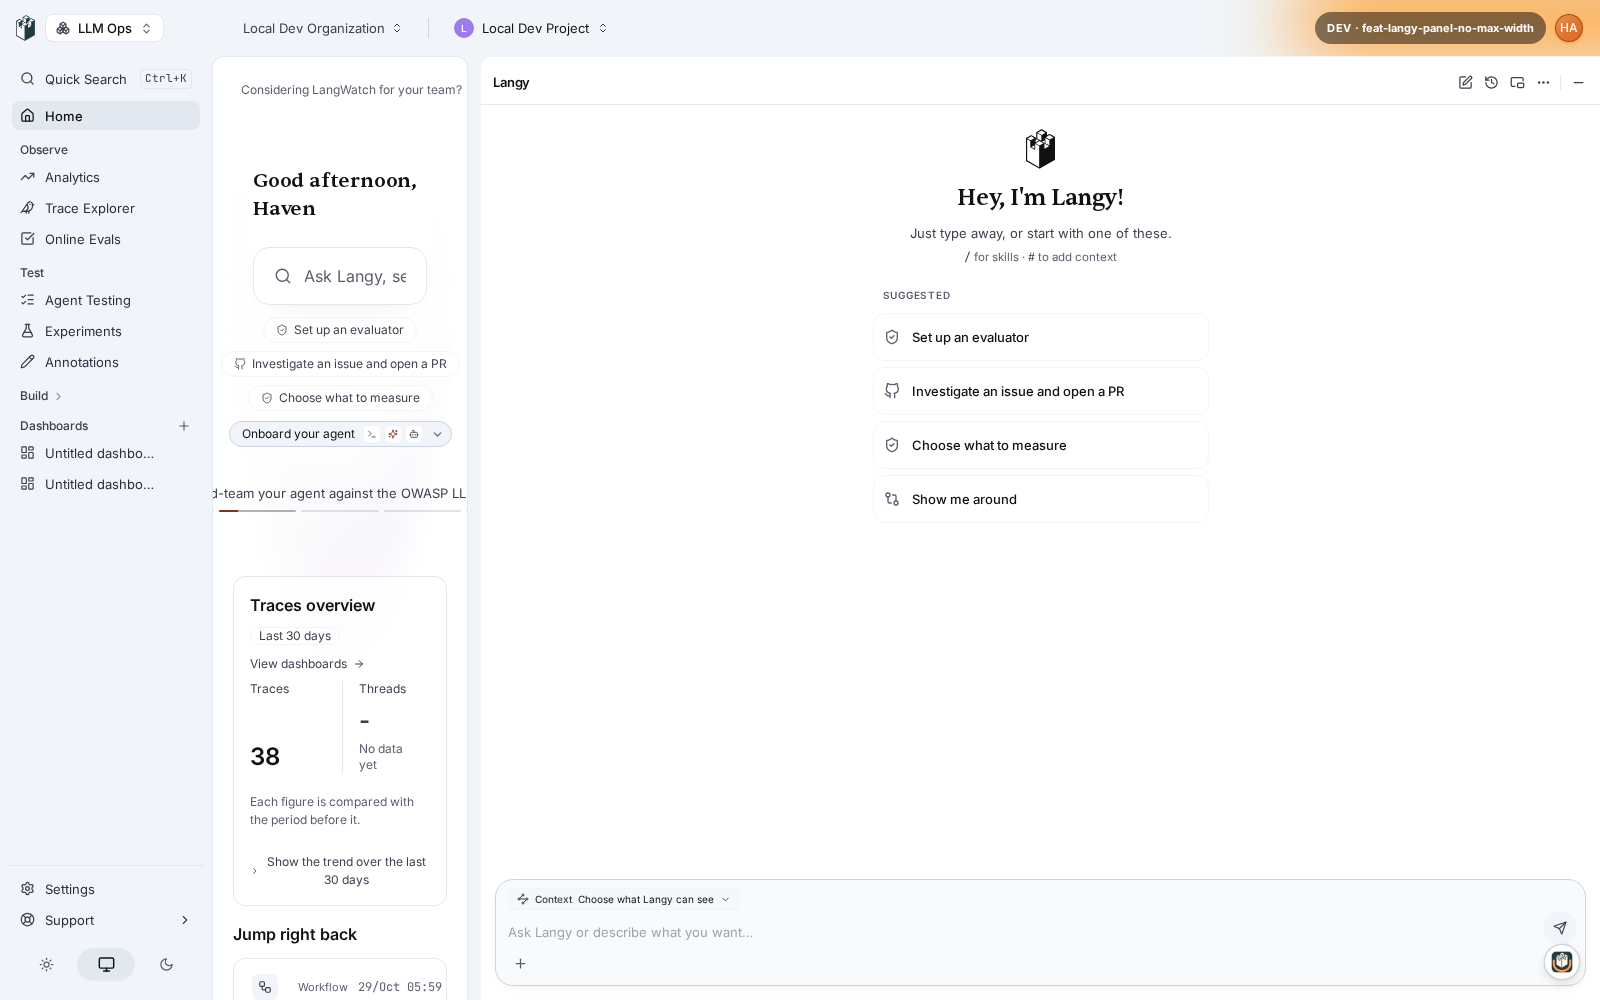 LLM Ops
Local Dev Organization
L
Local Dev Project
DEV · feat-langy-panel-no-max-width
HA
Quick Search
Ctrl+K
Home
Observe
Analytics
Trace Explorer
Online Evals
Test
Agent Testing
Experiments
Annotations
Build
Dashboards
Untitled dashbo...
Untitled dashbo...
Settings
Support
Considering LangWatch for your team?
Good afternoon,
Haven
Ask Langy, se
Set up an evaluator
Investigate an issue and open a PR
Choose what to measure
Onboard your agent
d-team your agent against the OWASP LL
Traces overview
Last 30 days
View dashboards
Traces
Threads
38
-
No data
yet
Each figure is compared with
the period before it.
Show the trend over the last
30 days
Jump right back
Workflow
29/Oct 05:59
Langy
Hey, I'm Langy!
Just type away, or start with one of these.
/ for skills · # to add context
SUGGESTED
Set up an evaluator
Investigate an issue and open a PR
Choose what to measure
Show me around
Context Choose what Langy can see
Ask Langy or describe what you want...